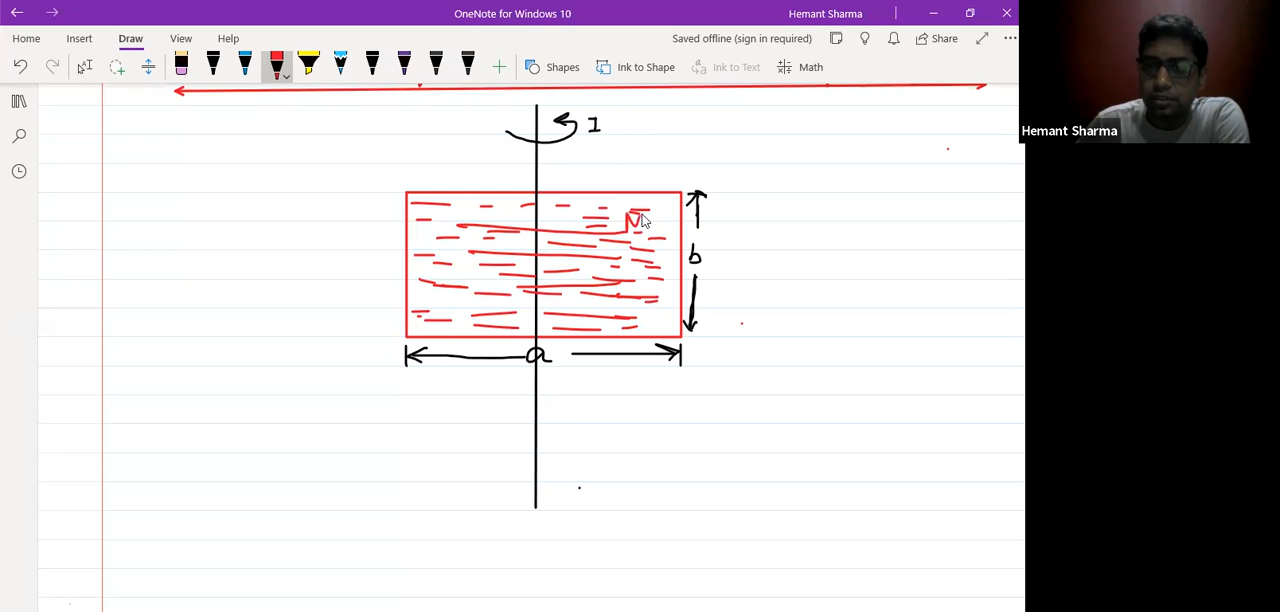 OneNote for Windows 10
Hemant Sharma
Home Insert Draw View Help
Saved offline (sign in required)
Share
Shapes
Ink to Shape
Ink to Text
Math
Hemant Sharma
I
M
b
a